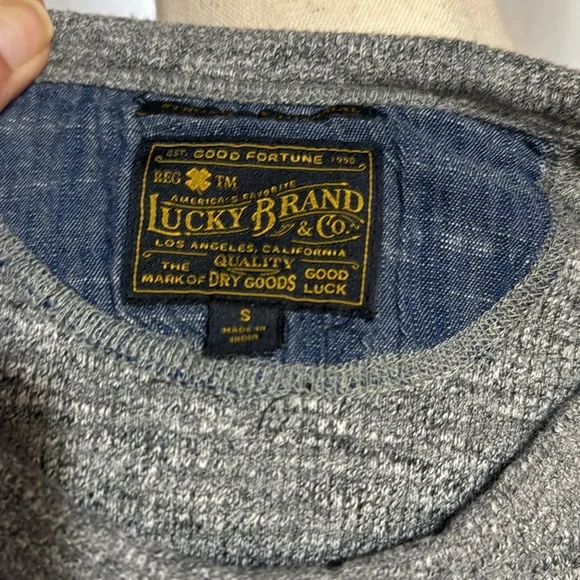 EST. GOOD FORTUNE 1990
REG TM
AMERICA'S FAVORITE
LUCKY BRAND
& CO.
LOS ANGELES, CALIFORNIA
QUALITY
THE MARK OF DRY GOODS GOOD LUCK
S
MADE IN
INDIA